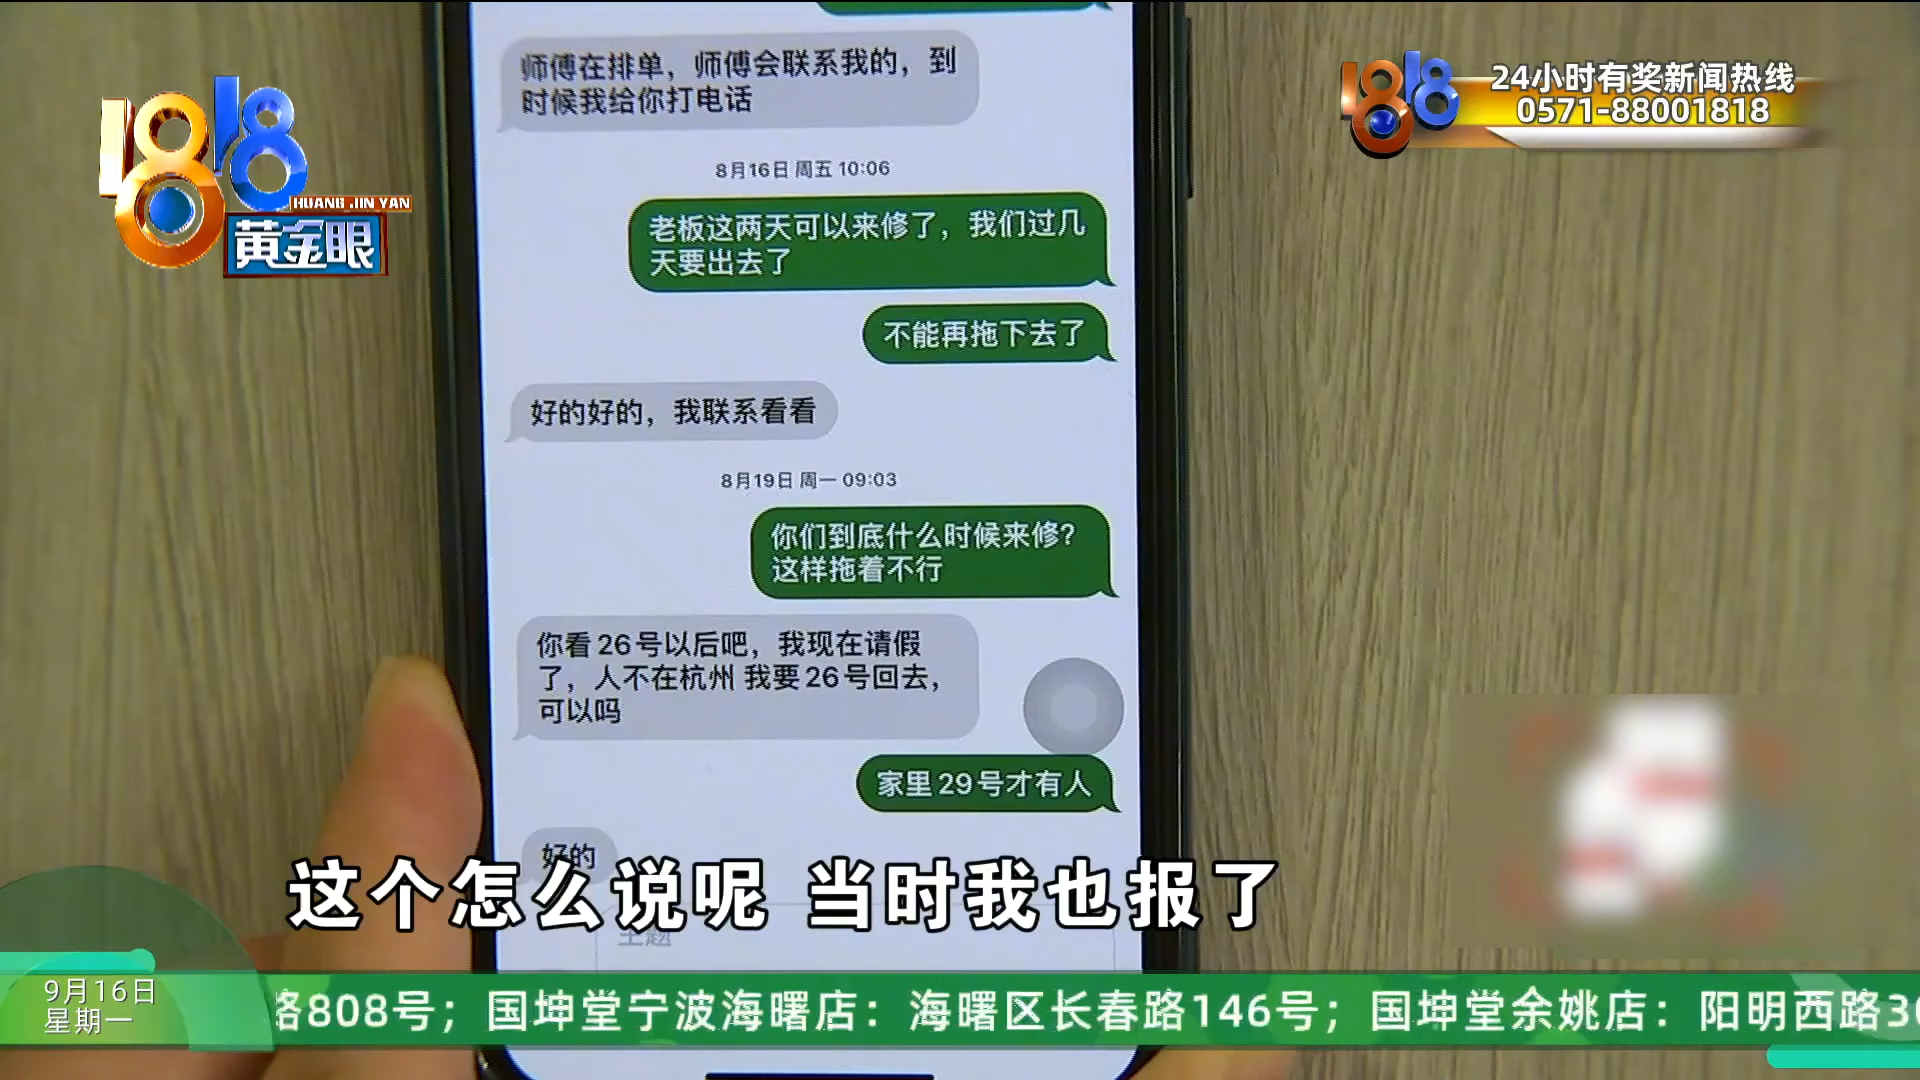 师傅在排单，师傅会联系我的，到
时候我给你打电话
8月16日 周五 10:06
老板这两天可以来修了，我们过几
天要出去了
不能再拖下去了
好的好的，我联系看看
8月19日 周一 09:03
你们到底什么时候来修？
这样拖着不行
你看26号以后吧，我现在请假
了，人不在杭州 我要26号回去，
可以吗
家里29号才有人
好的
主题
1818
HUANG JIN YAN
黄金眼
1818
24小时有奖新闻热线
0571-88001818
这个怎么说呢 当时我也报了
9月16日
星期一
路808号；国坤堂宁波海曙店：海曙区长春路146号；国坤堂余姚店：阳明西路30